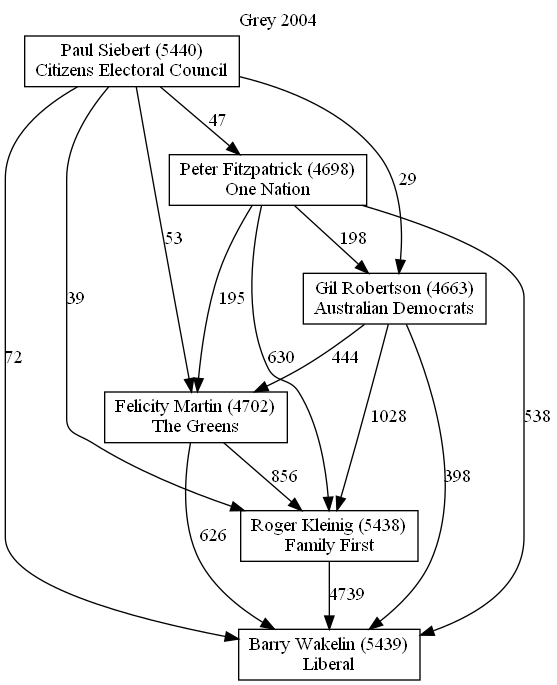 Grey 2004
Paul Siebert (5440)
Citizens Electoral Council
47
Peter Fitzpatrick (4698)
One Nation
29
53
198
Gil Robertson (4663)
Australian Democrats
39
195
72
630
444
Felicity Martin (4702)
The Greens
1028
538
856
398
Roger Kleinig (5438)
Family First
626
4739
Barry Wakelin (5439)
Liberal